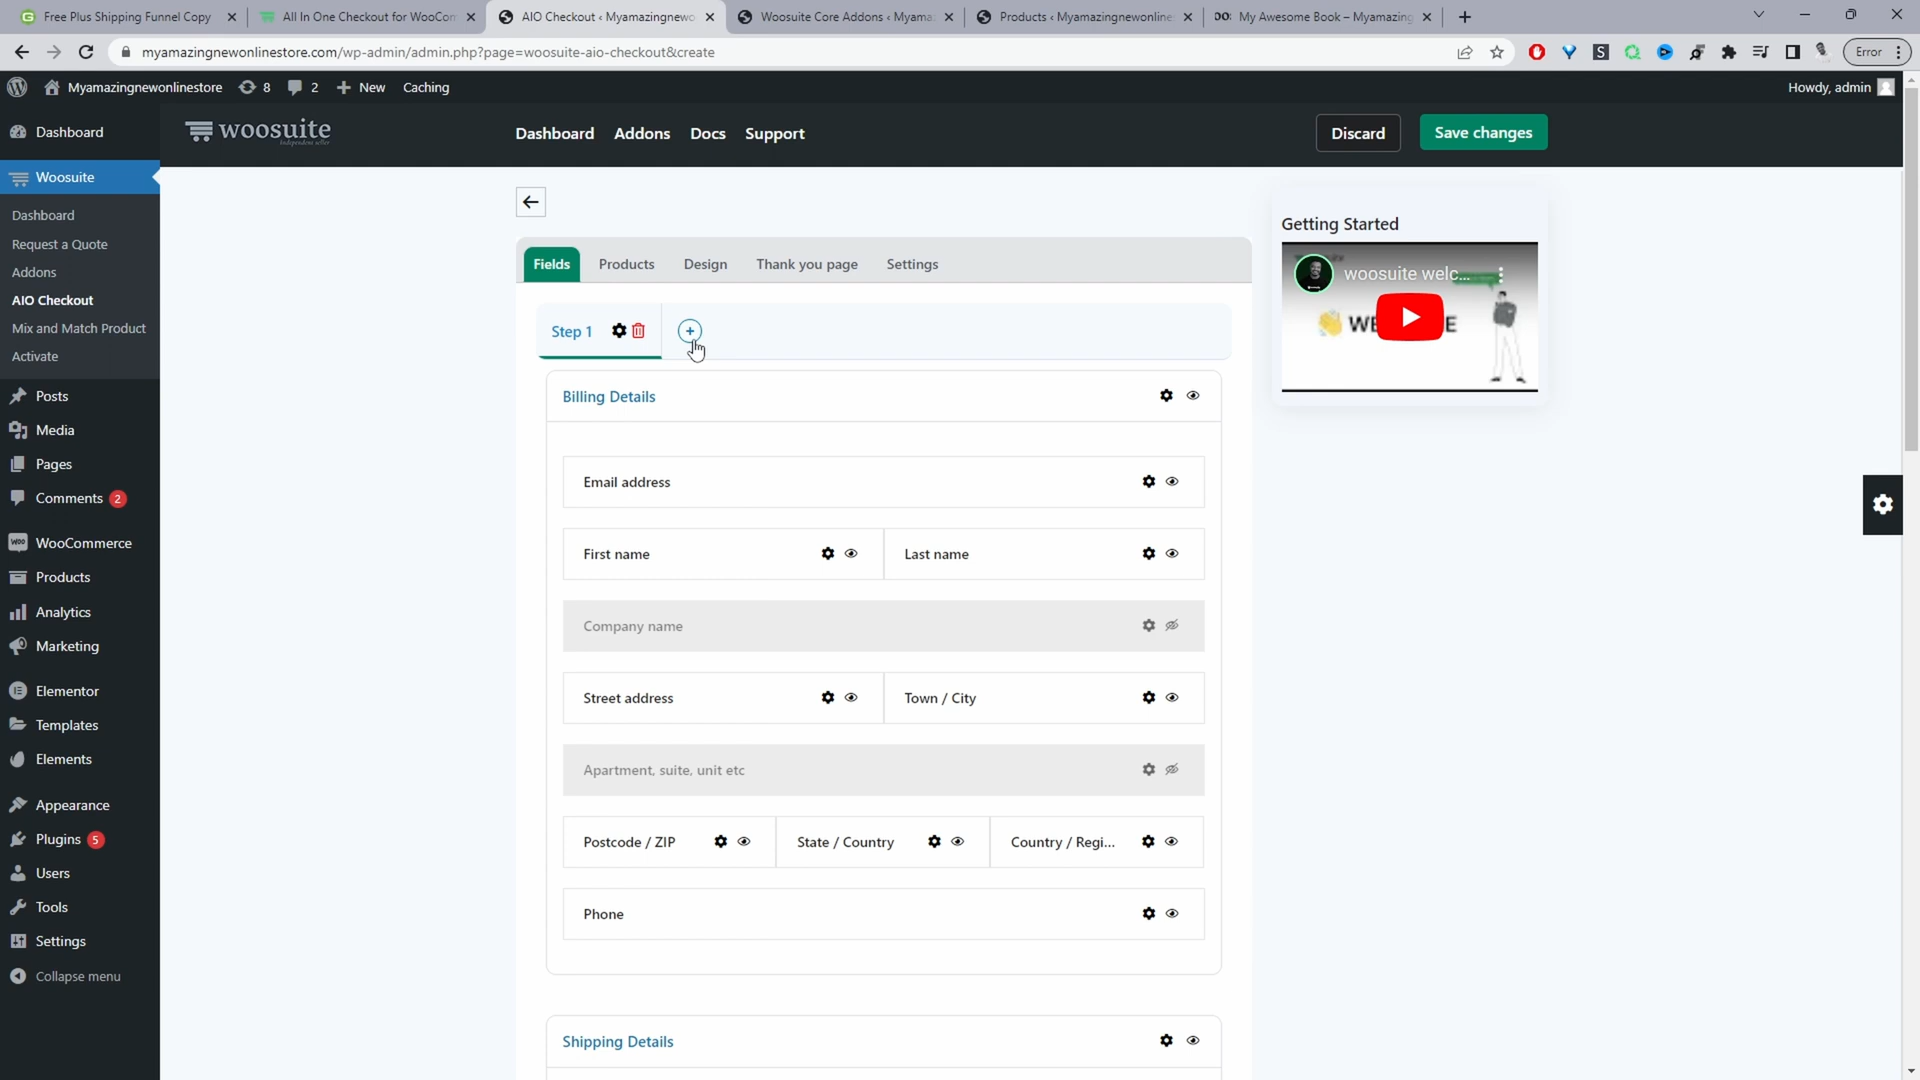 Free Plus Shipping Funnel Copy
All In One Checkout for WooCom
AIO Checkout ‹ Myamazingnewo
Woosuite Core Addons ‹ Myama
Products ‹ Myamazingnewonline
My Awesome Book – Myamazing
myamazingnewonlinestore.com/wp-admin/admin.php?page=woosuite-aio-checkout&create
Error
Myamazingnewonlinestore
8
2
New
Caching
Howdy, admin
Dashboard
woosuite
Independent seller
Dashboard
Addons
Docs
Support
Discard
Save changes
Woosuite
Dashboard
Request a Quote
Addons
AIO Checkout
Mix and Match Product
Activate
Posts
Media
Pages
Comments 2
WooCommerce
Products
Analytics
Marketing
Elementor
Templates
Elements
Appearance
Plugins 5
Users
Tools
Settings
Collapse menu
Fields
Products
Design
Thank you page
Settings
Step 1
Billing Details
Email address
First name
Last name
Company name
Street address
Town / City
Apartment, suite, unit etc
Postcode / ZIP
State / Country
Country / Regi...
Phone
Shipping Details
Getting Started
woosuite welc...